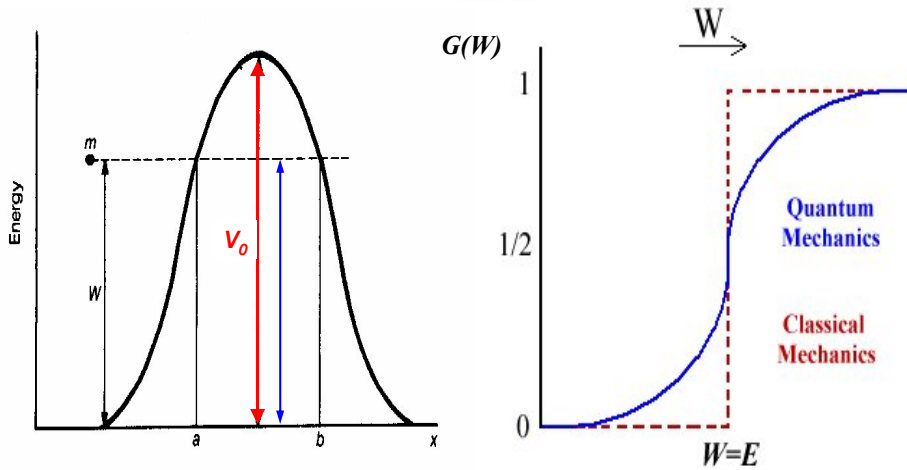 Energy
m
W
V₀
a
b
x
G(W)
W
1
1/2
0
Quantum
Mechanics
Classical
Mechanics
W=E